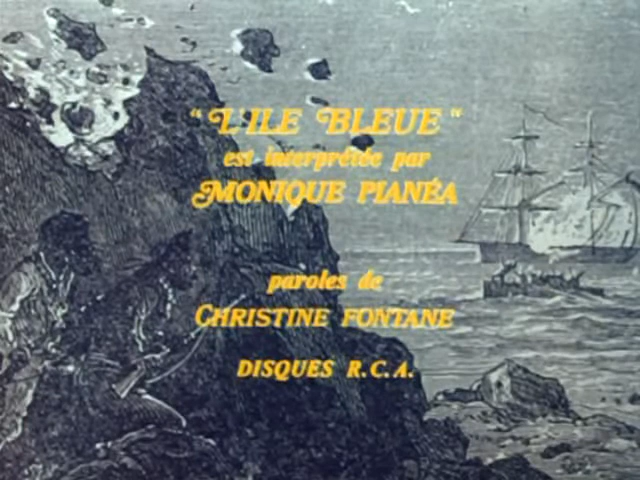 "L'ILE BLEUE"
est interprétée par
MONIQUE PIANÉA
paroles de
CHRISTINE FONTANE
DISQUES R.C.A.